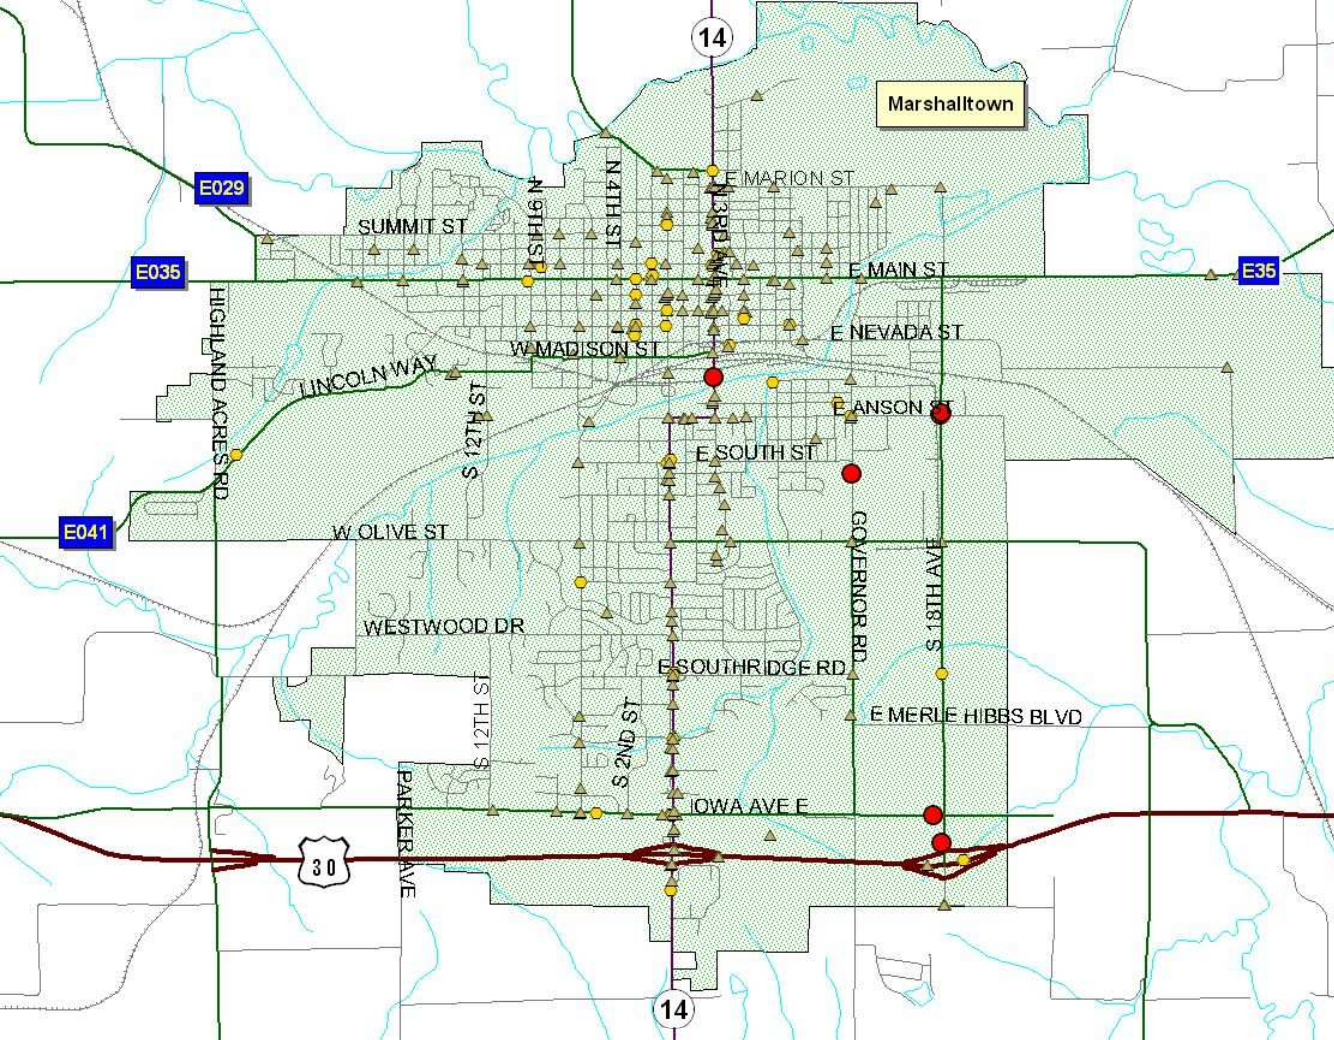 14
Marshalltown
E MARION ST
E029
N 9TH ST
N 4TH ST
N 3RD AVE
SUMMIT ST
E035
E MAIN ST
E35
HIGHLAND ACRES RD
E NEVADA ST
W MADISON ST
LINCOLN WAY
S 12TH ST
E ANSON ST
E SOUTH ST
E041
W OLIVE ST
GOVERNOR RD
S 18TH AVE
WESTWOOD DR
E SOUTHRIDGE RD
S 12TH ST
S 2ND ST
E MERLE HIBBS BLVD
PARKER AVE
IOWA AVE E
30
14